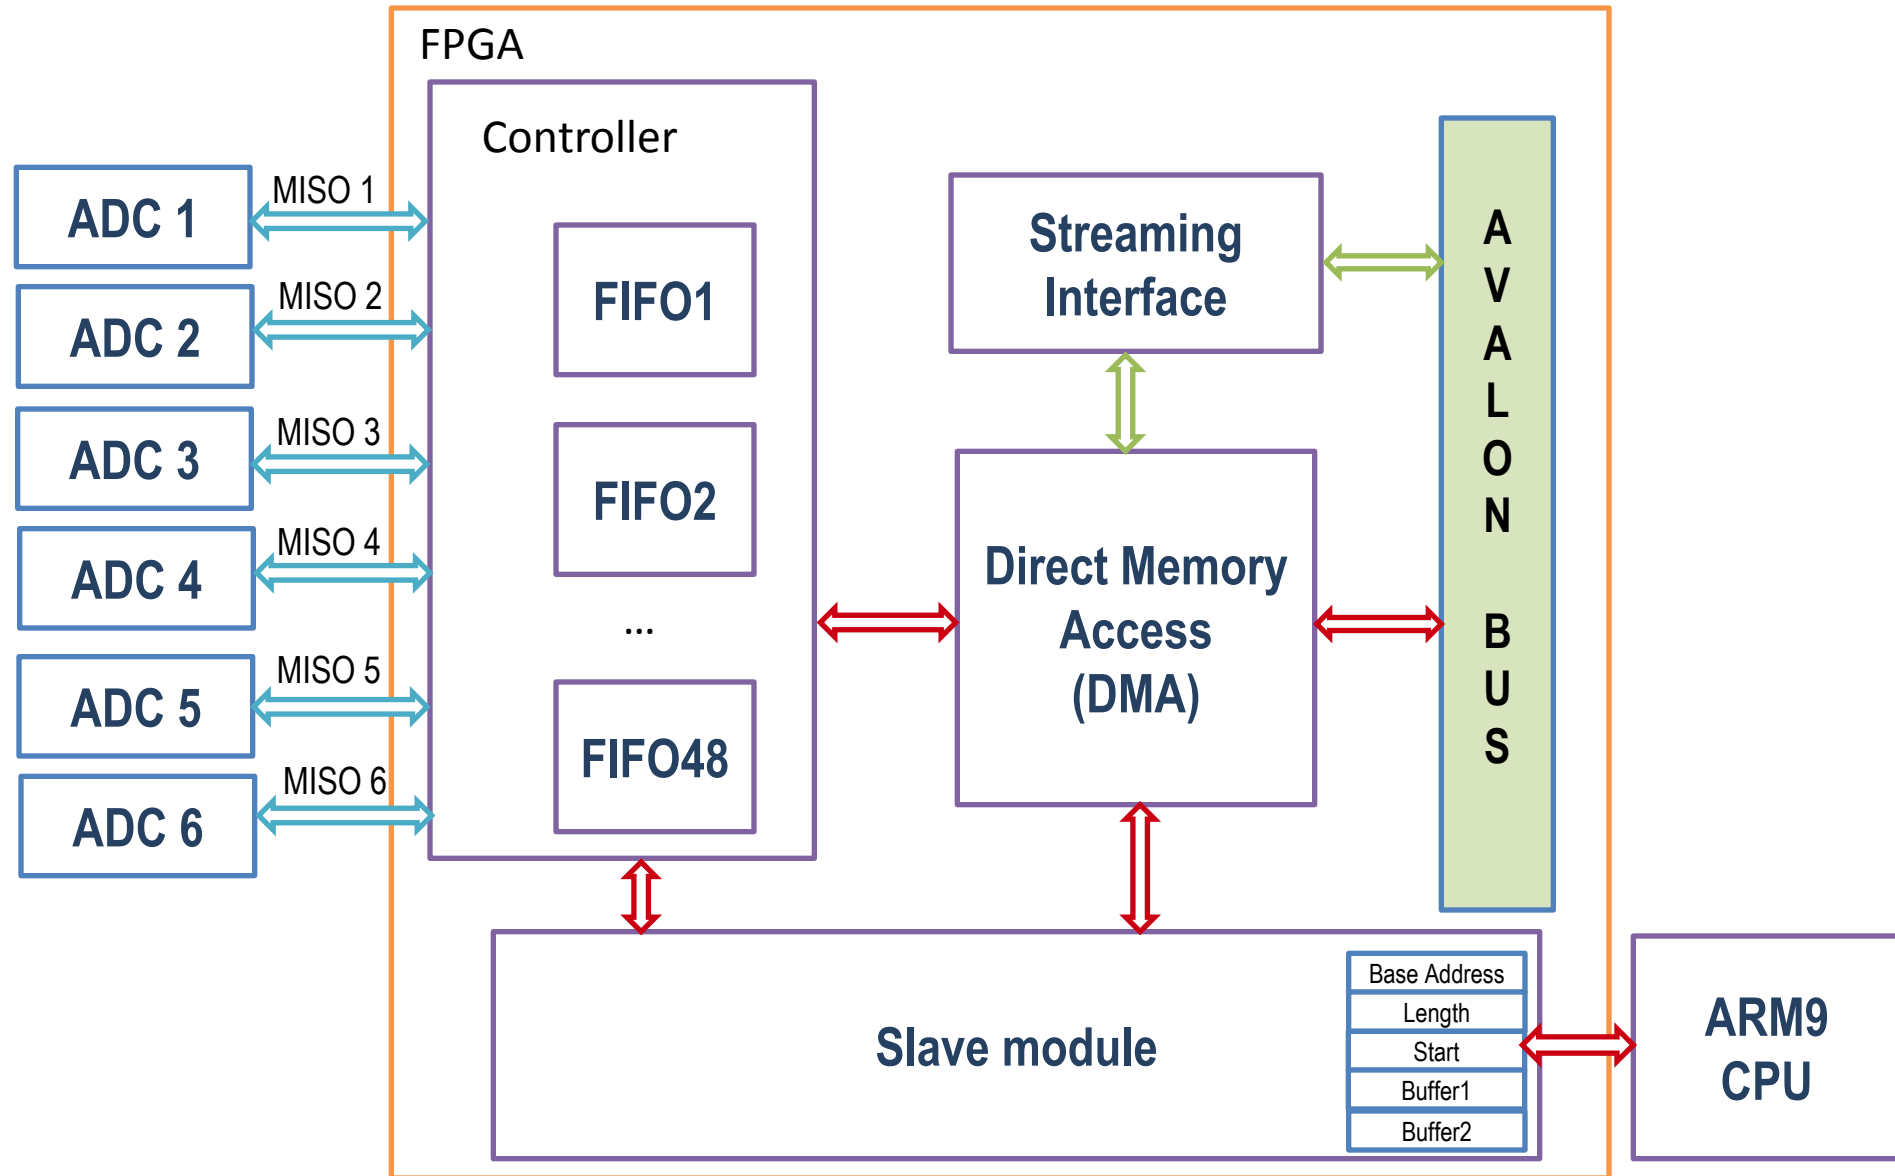 FPGA
Controller
ADC 1
MISO 1
ADC 2
MISO 2
ADC 3
MISO 3
ADC 4
MISO 4
ADC 5
MISO 5
ADC 6
MISO 6
FIFO1
FIFO2
...
FIFO48
Streaming
Interface
Direct Memory
Access
(DMA)
AVALON BUS
Slave module
Base Address
Length
Start
Buffer1
Buffer2
ARM9
CPU